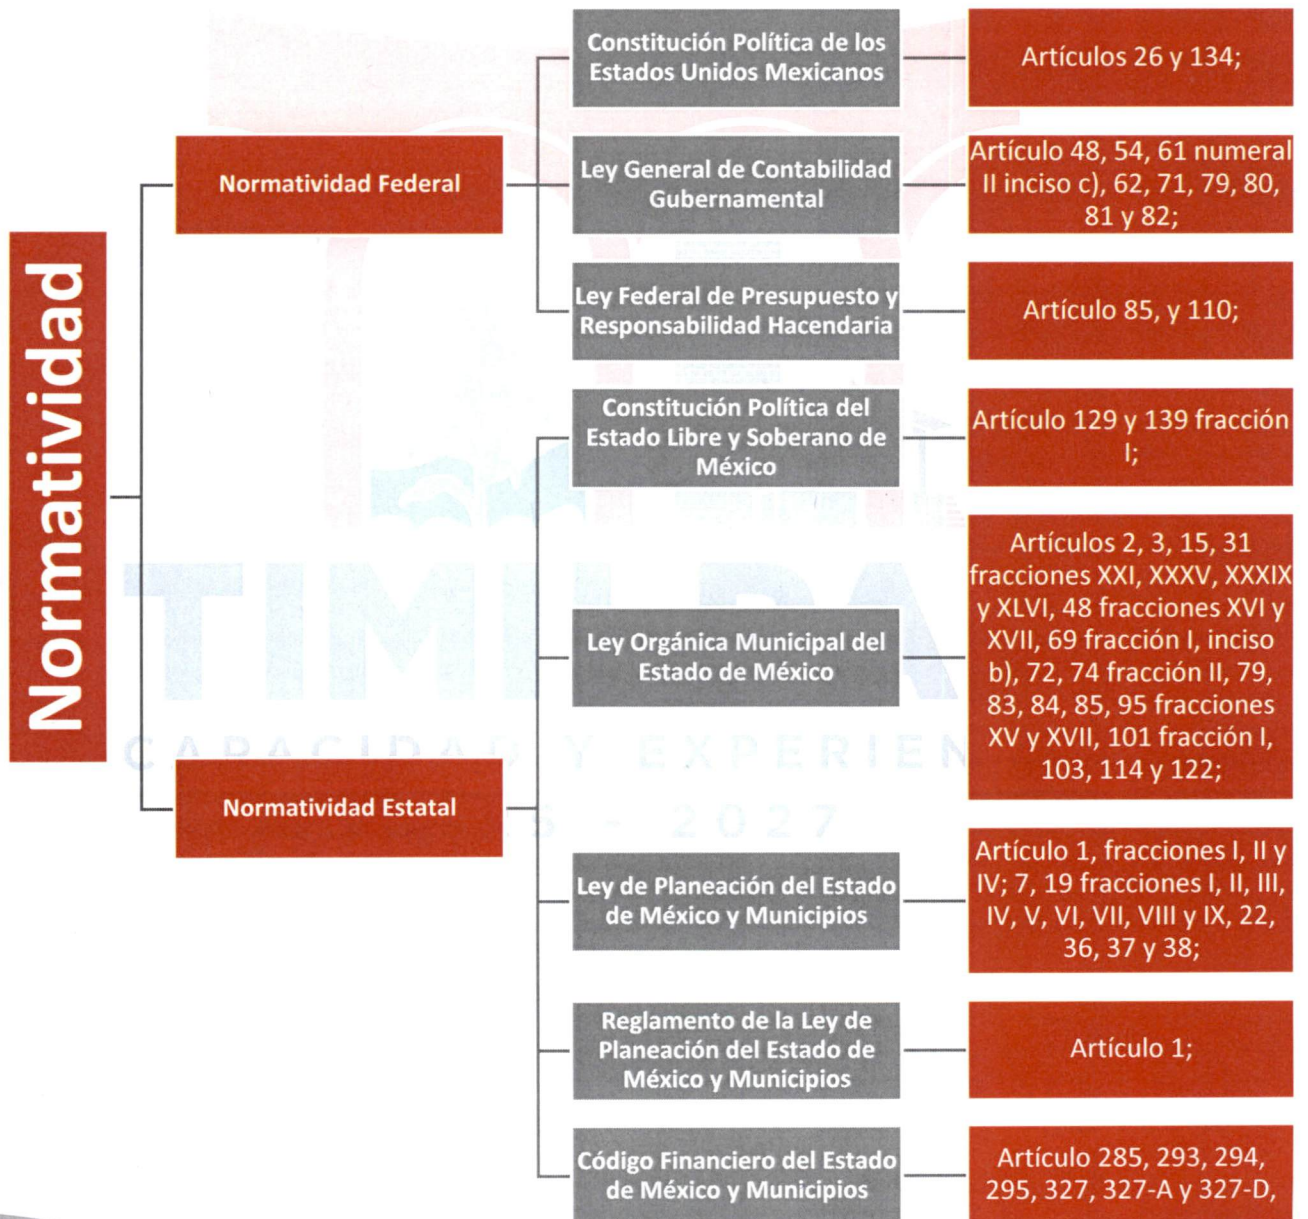 Normatividad
Normatividad Federal
Constitución Política de los
Estados Unidos Mexicanos
Artículos 26 y 134;
Ley General de Contabilidad
Gubernamental
Artículo 48, 54, 61 numeral
II inciso c), 62, 71, 79, 80,
81 y 82;
Ley Federal de Presupuesto y
Responsabilidad Hacendaria
Artículo 85, y 110;
Normatividad Estatal
Constitución Política del
Estado Libre y Soberano de
México
Artículo 129 y 139 fracción
I;
Ley Orgánica Municipal del
Estado de México
Artículos 2, 3, 15, 31
fracciones XXI, XXXV, XXXIX
y XLVI, 48 fracciones XVI y
XVII, 69 fracción I, inciso
b), 72, 74 fracción II, 79,
83, 84, 85, 95 fracciones
XV y XVII, 101 fracción I,
103, 114 y 122;
Ley de Planeación del Estado
de México y Municipios
Artículo 1, fracciones I, II y
IV; 7, 19 fracciones I, II, III,
IV, V, VI, VII, VIII y IX, 22,
36, 37 y 38;
Reglamento de la Ley de
Planeación del Estado de
México y Municipios
Artículo 1;
Código Financiero del Estado
de México y Municipios
Artículo 285, 293, 294,
295, 327, 327-A y 327-D,
CAPACIDAD Y
- 2027